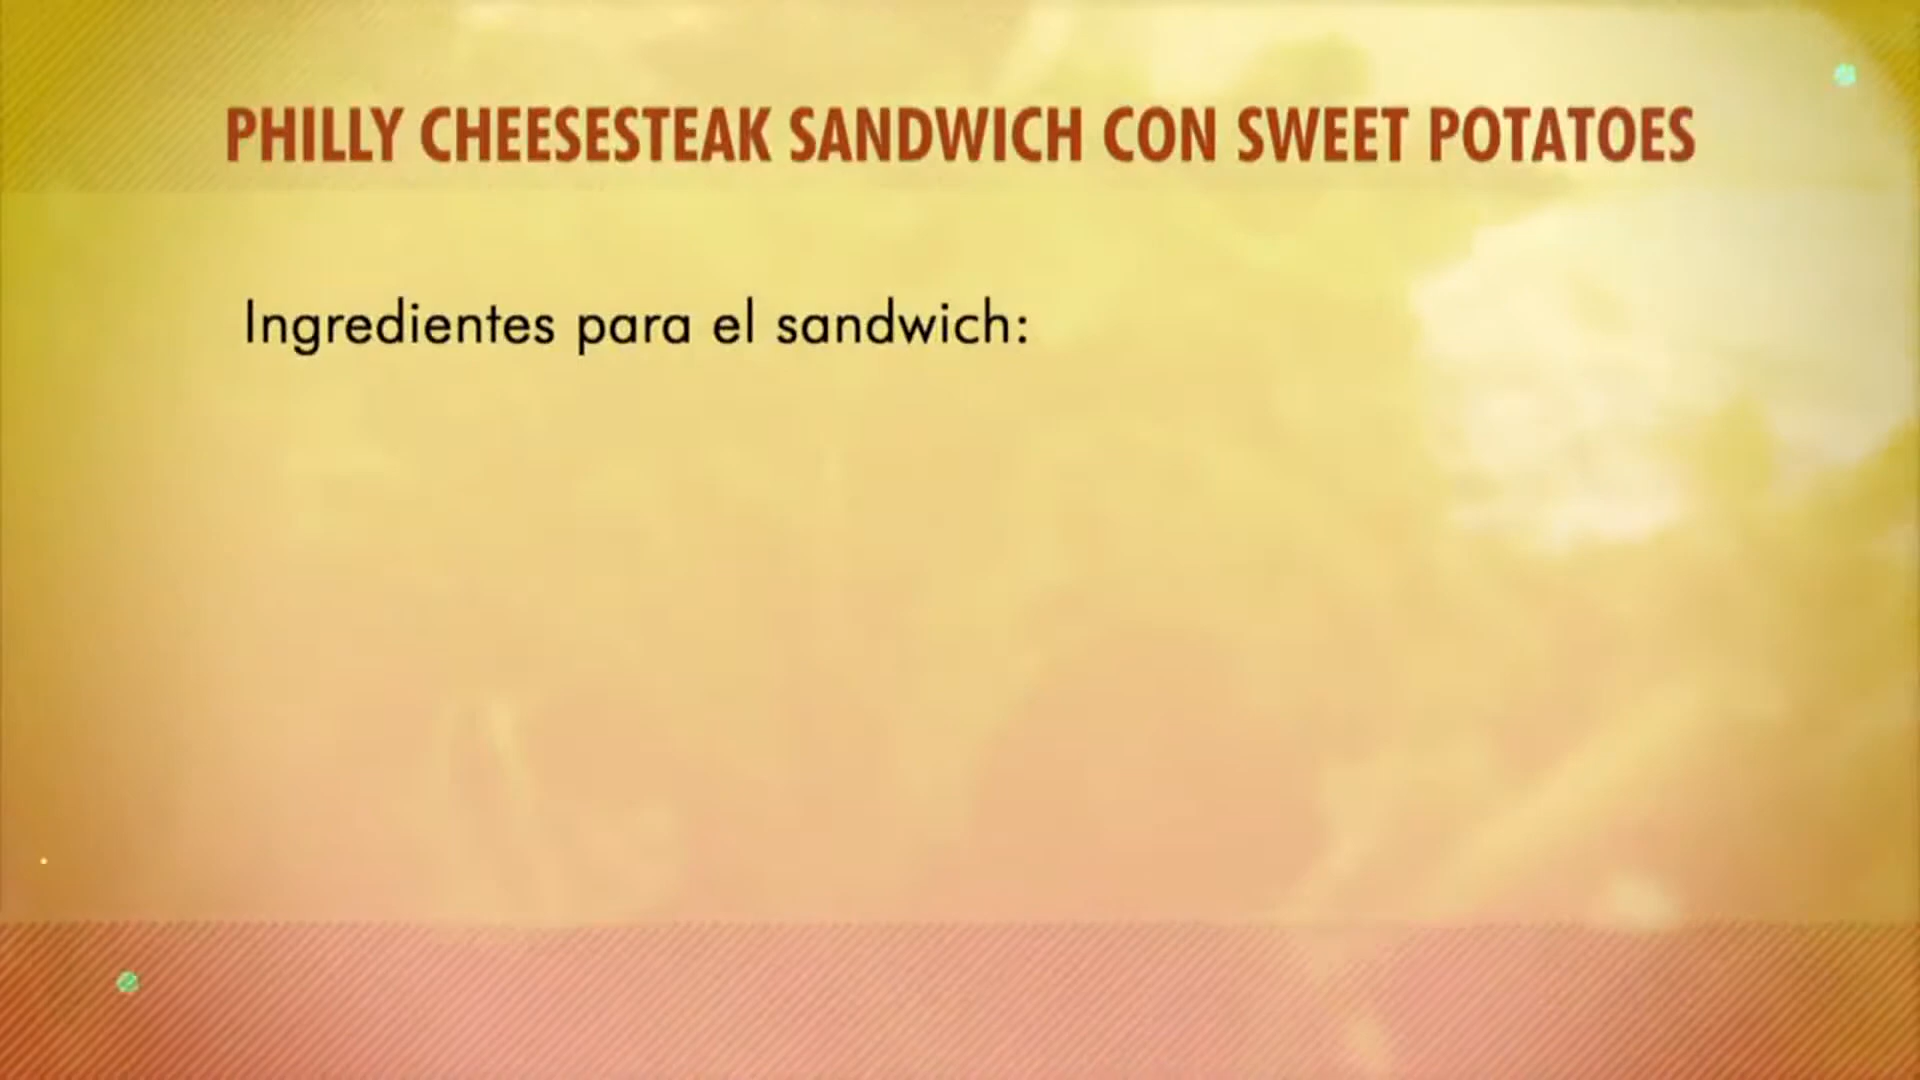 PHILLY CHEESESTEAK SANDWICH CON SWEET POTATOES
Ingredientes para el sandwich: